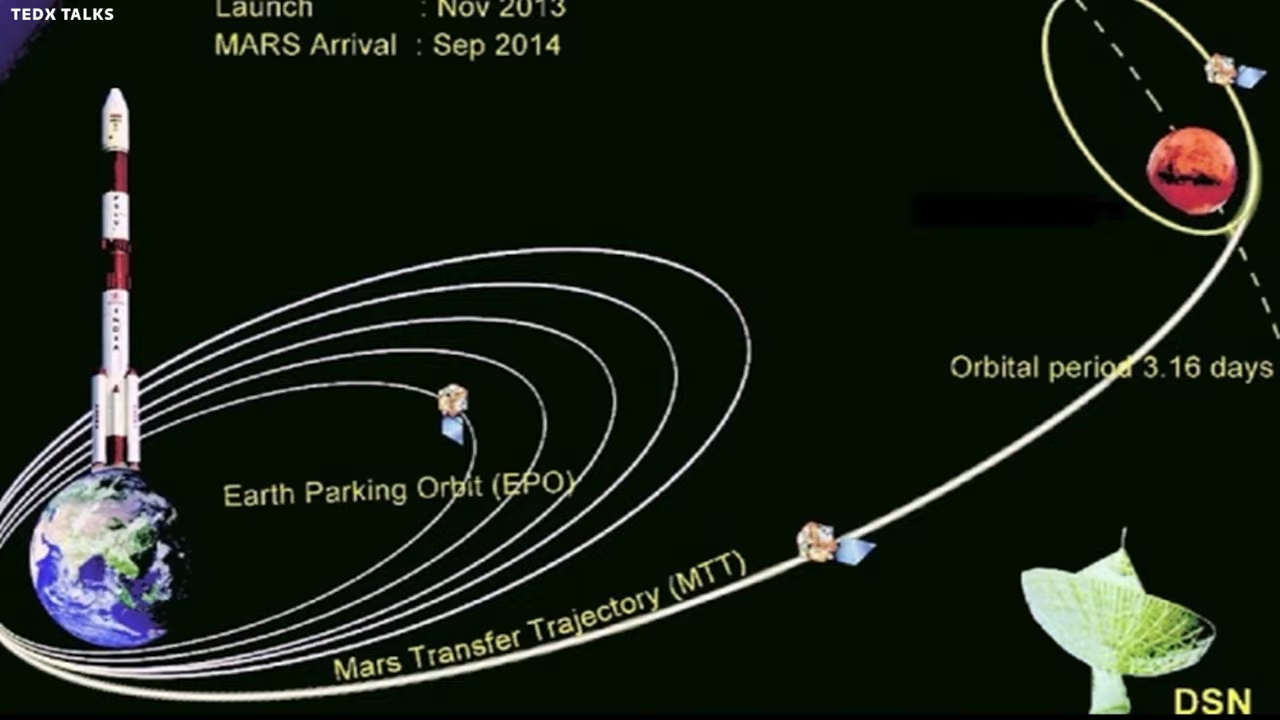 TEDX TALKS
Launch : Nov 2013
MARS Arrival : Sep 2014
Orbital period 3.16 days
Earth Parking Orbit (EPO)
Mars Transfer Trajectory (MTT)
DSN